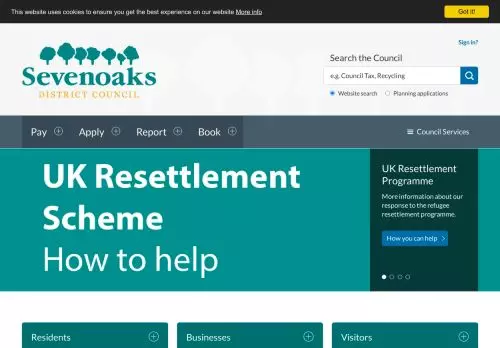 This website uses cookies to ensure you get the best experience on our website More info
Got it!
Sevenoaks
DISTRICT COUNCIL
Sign in?
Search the Council
e.g. Council Tax, Recycling
Website search
Planning applications
Pay
Apply
Report
Book
Council Services
UK Resettlement
Scheme
How to help
UK Resettlement
Programme
More information about our
response to the refugee
resettlement programme.
How you can help
Residents
Businesses
Visitors